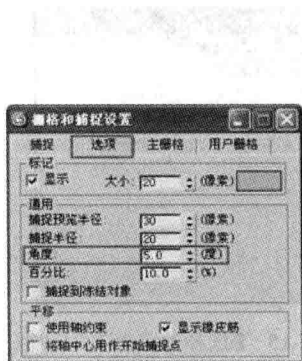 栅格和捕捉设置
捕捉 选项 主栅格 用户栅格
标记
显示 大小: 20 (像素)
通用
捕捉预览半径 30 (像素)
捕捉半径 20 (像素)
角度: 5.0 (度)
百分比: 10.0 (%)
捕捉到冻结对象
平移
使用轴约束 显示橡皮筋
将轴中心用作开始捕捉点